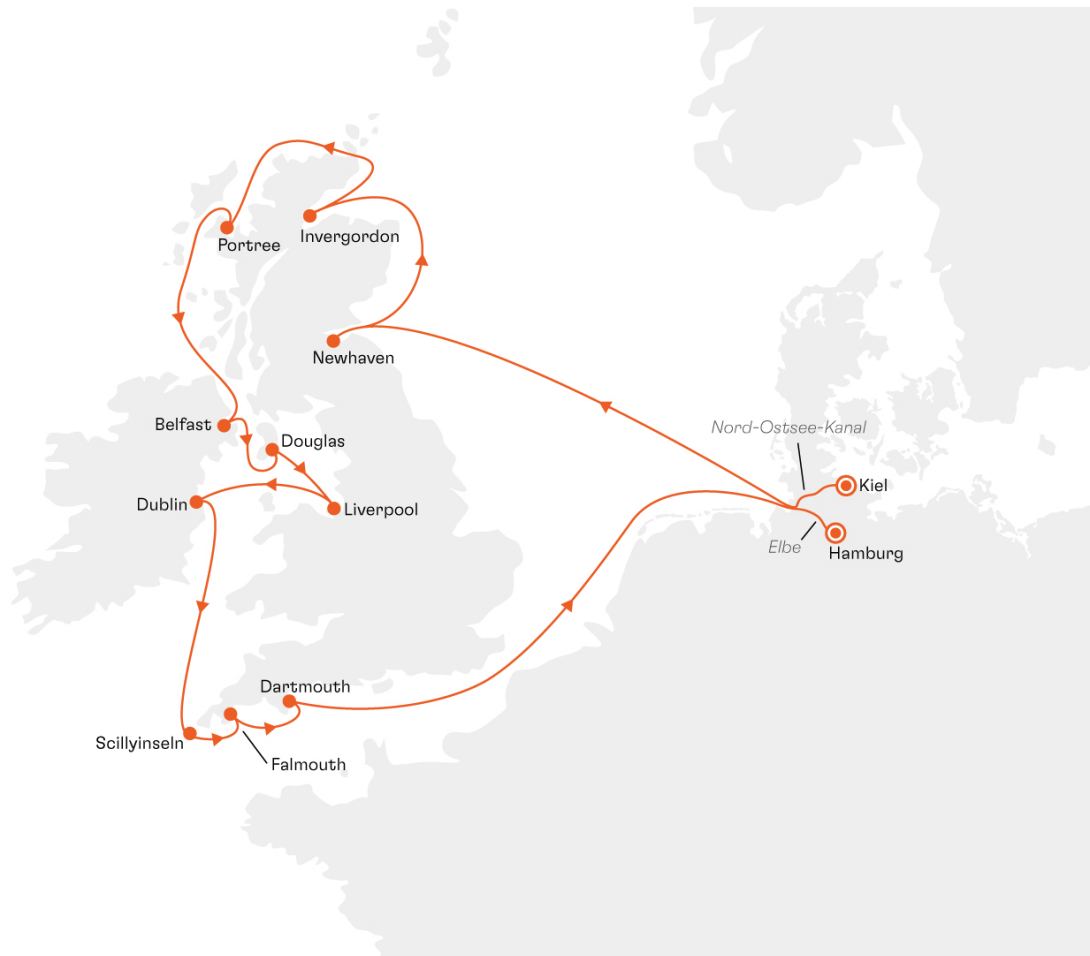 Portree
Invergordon
Newhaven
Belfast
Douglas
Nord-Ostsee-Kanal
Kiel
Dublin
Liverpool
Elbe
Hamburg
Dartmouth
Scillyinseln
Falmouth